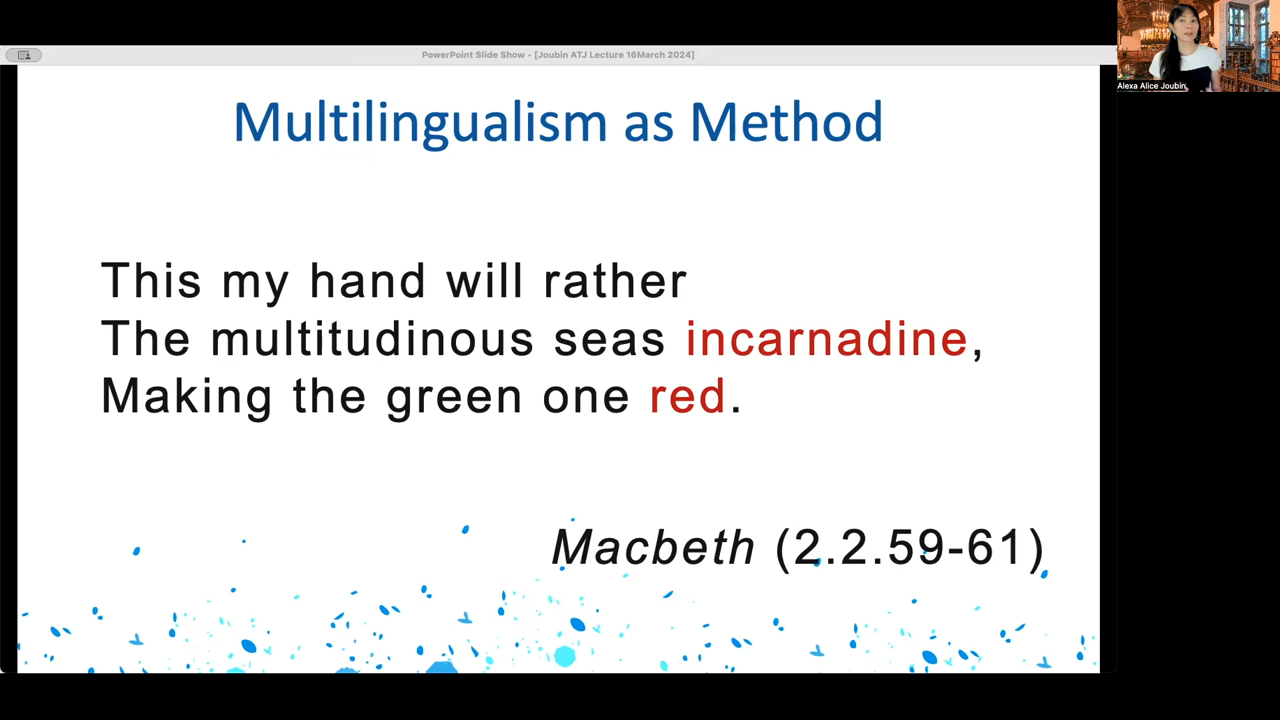 PowerPoint Slide Show - [Joubin ATJ Lecture 16March 2024]
Alexa Alice Joubin
Multilingualism as Method
This my hand will rather
The multitudinous seas incarnadine,
Making the green one red.
Macbeth (2.2.59-61)